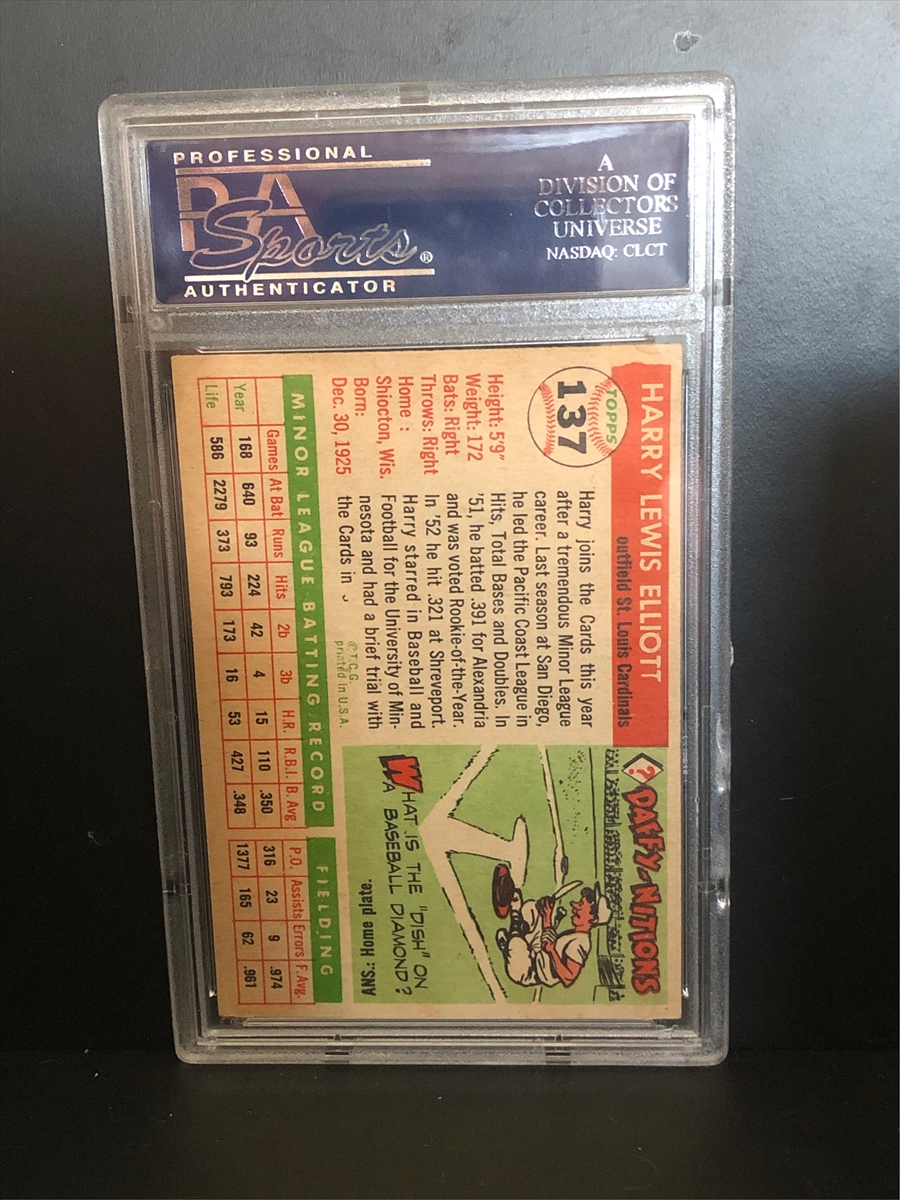 PROFESSIONAL
PSA
Sports®
AUTHENTICATOR
A
DIVISION OF
COLLECTORS
UNIVERSE
NASDAQ: CLCT
HARRY LEWIS ELLIOTT
outfield St. Louis Cardinals
TOPPS
137
Height: 5'9"
Weight: 172
Bats: Right
Throws: Right
Home :
Shiocton, Wis.
Born:
Dec. 30, 1925
Harry joins the Cards this year
after a tremendous Minor League
career. Last season at San Diego,
he led the Pacific Coast League in
Hits, Total Bases and Doubles. In
'51, he batted .391 for Alexandria
and was voted Rookie-of-the-Year.
In '52 he hit .321 at Shreveport.
Harry starred in Baseball and
Football for the University of Min-
nesota and had a brief trial with
the Cards in
©T.C.G.
printed in U.S.A.
? DAFFY-NITIONS
WHAT IS THE "DISH" ON
A BASEBALL DIAMOND?
ANS.: Home plate.
MINOR LEAGUE BATTING RECORD
FIELDING
Games At Bat Runs Hits 2b 3b H.R. R.B.I. B. Avg. P.O. Assists Errors F. Avg.
Year 168 640 93 224 42 4 15 110 .350 316 23 9 .974
Life 586 2279 373 793 173 16 53 427 .348 1377 165 62 .961